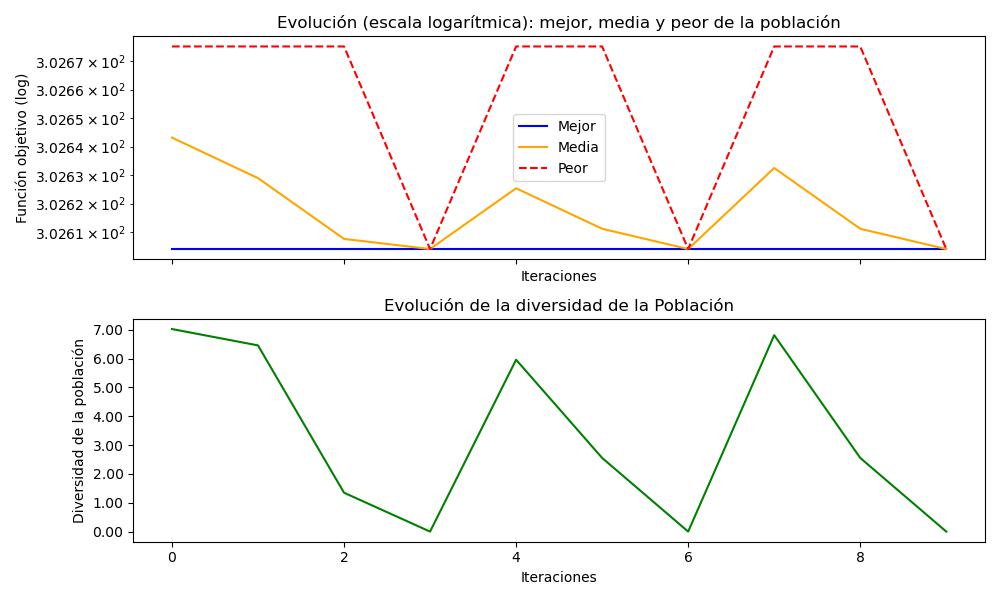 Evolución (escala logarítmica): mejor, media y peor de la población
Función objetivo (log)
3.0267 × 10²
3.0266 × 10²
3.0265 × 10²
3.0264 × 10²
3.0263 × 10²
3.0262 × 10²
3.0261 × 10²
Mejor
Media
Peor
Iteraciones
Evolución de la diversidad de la Población
Diversidad de la población
7.00
6.00
5.00
4.00
3.00
2.00
1.00
0.00
0 2 4 6 8
Iteraciones